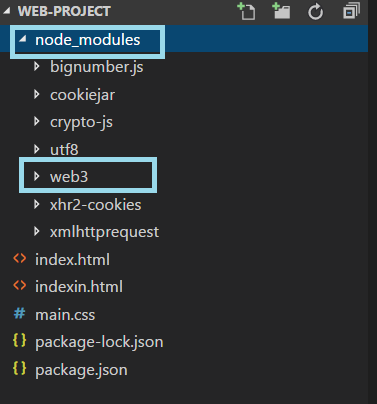 WEB-PROJECT
node_modules
bignumber.js
cookiejar
crypto-js
utf8
web3
xhr2-cookies
xmlhttprequest
<> index.html
<> indexin.html
# main.css
{ } package-lock.json
{ } package.json